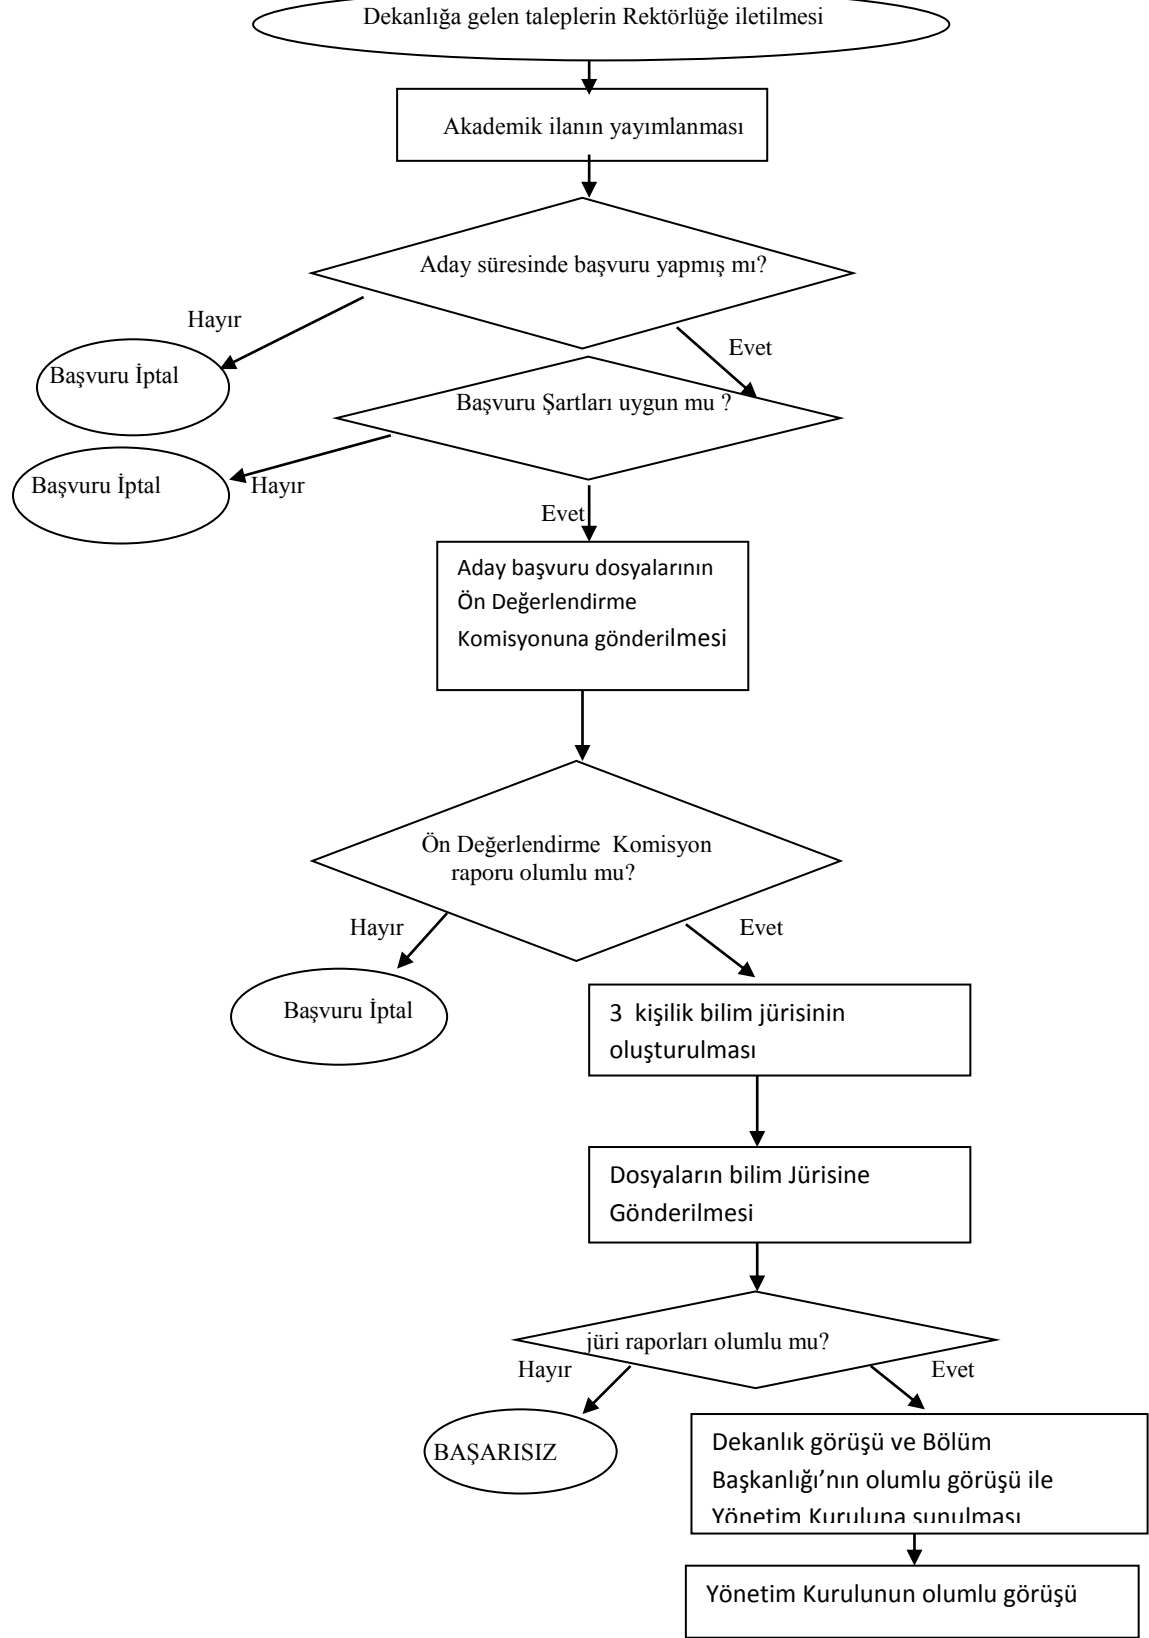 Dekanlığa gelen taleplerin Rektörlüğe iletilmesi
Akademik ilanın yayımlanması
Aday süresinde başvuru yapmış mı?
Hayır
Evet
Başvuru İptal
Başvuru Şartları uygun mu ?
Başvuru İptal
Hayır
Evet
Aday başvuru dosyalarının
Ön Değerlendirme
Komisyonuna gönderilmesi
Ön Değerlendirme Komisyon
raporu olumlu mu?
Hayır
Evet
Başvuru İptal
3 kişilik bilim jürisinin
oluşturulması
Dosyaların bilim Jürisine
Gönderilmesi
jüri raporları olumlu mu?
Hayır
Evet
BAŞARISIZ
Dekanlık görüşü ve Bölüm
Başkanlığı’nın olumlu görüşü ile
Yönetim Kuruluna sunulması
Yönetim Kurulunun olumlu görüşü